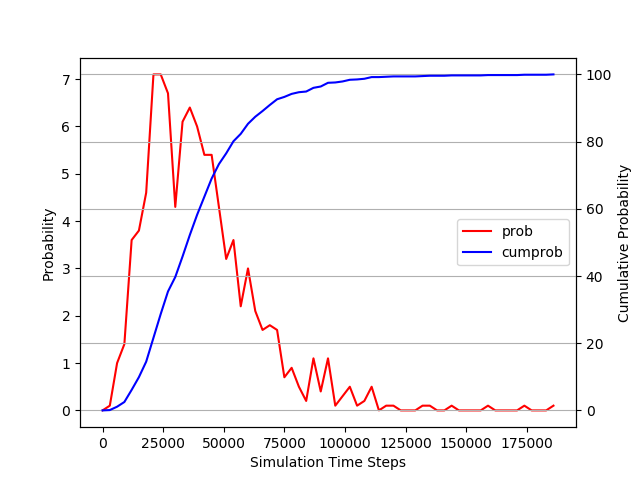 7
6
5
4
3
2
1
0
Probability
100
80
60
40
20
0
Cumulative Probability
prob
cumprob
0 25000 50000 75000 100000 125000 150000 175000
Simulation Time Steps